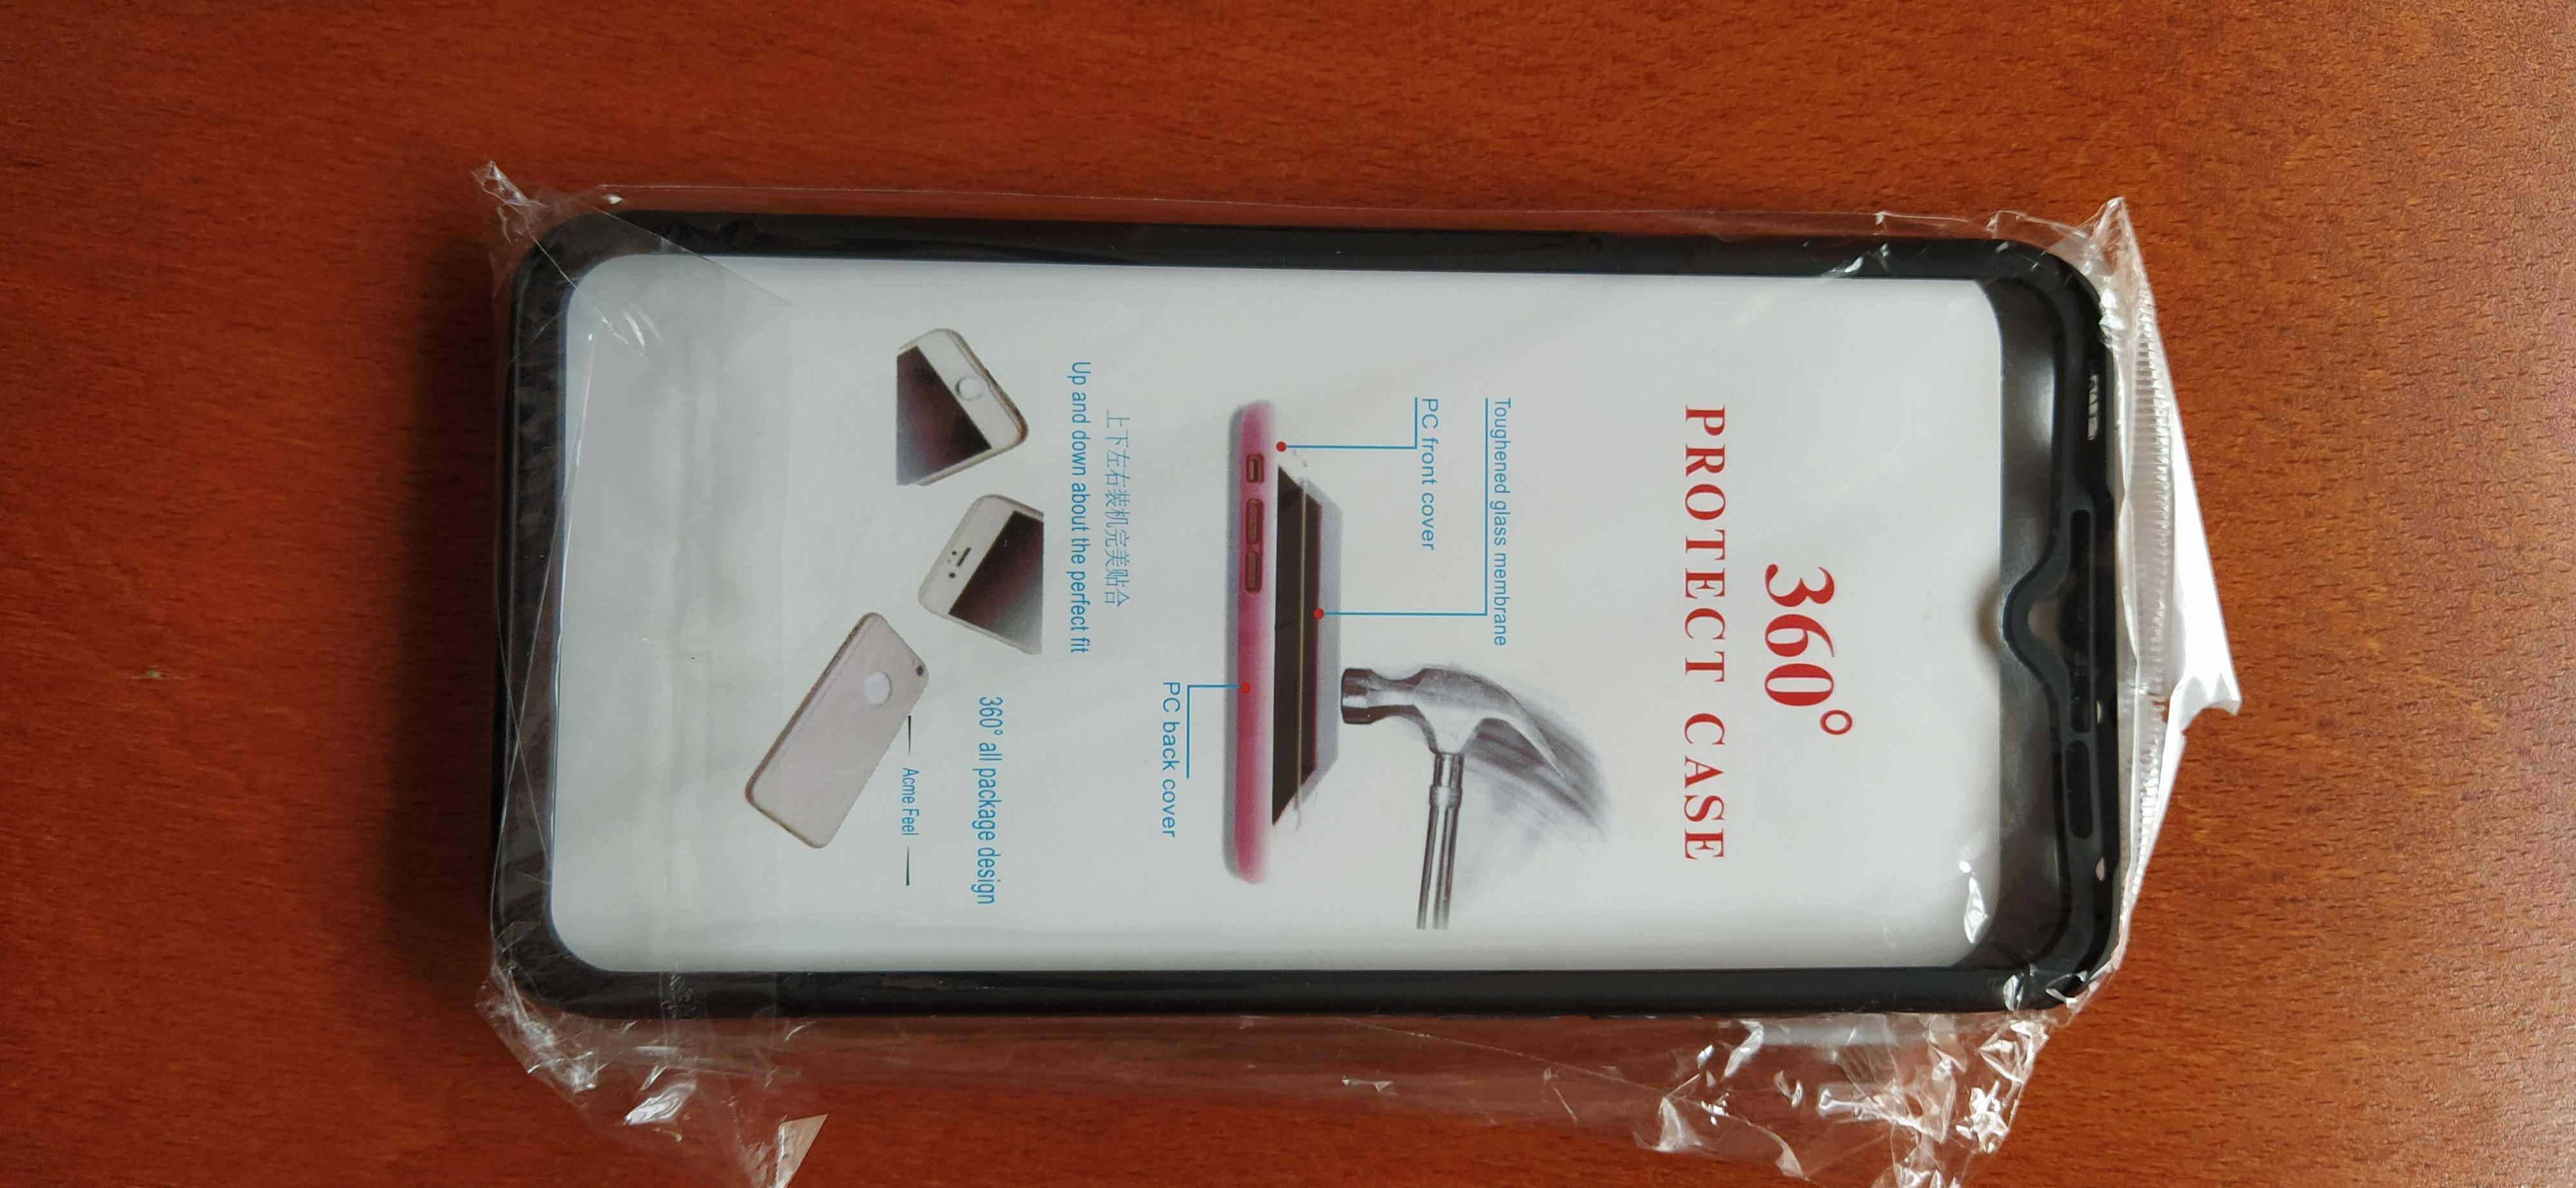 360°
PROTECT CASE
Toughened glass membrane
PC front cover
PC back cover
上下左右装机完美贴合
Up and down about the perfect fit
360° all package design
Acme Feel